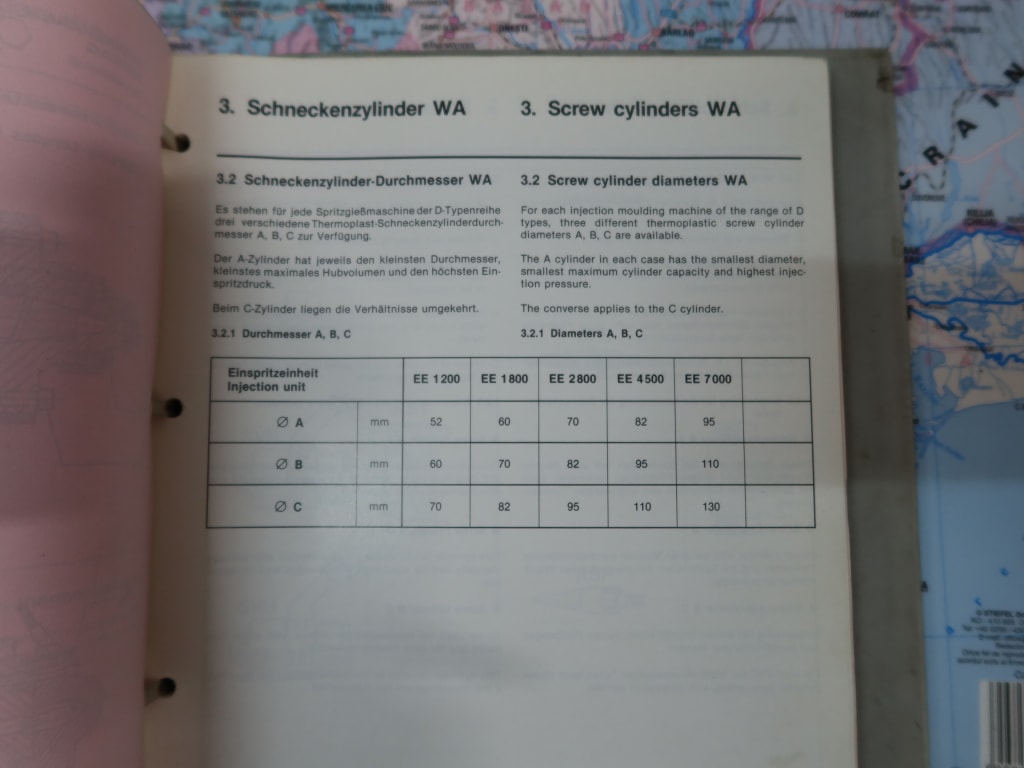 3. Schneckenzylinder WA
3.2 Schneckenzylinder-Durchmesser WA
Es stehen für jede Spritzgießmaschine der D-Typenreihe
drei verschiedene Thermoplast-Schneckenzylinderdurch-
messer A, B, C zur Verfügung.
Der A-Zylinder hat jeweils den kleinsten Durchmesser,
kleinstes maximales Hubvolumen und den höchsten Ein-
spritzdruck.
Beim C-Zylinder liegen die Verhältnisse umgekehrt.
3.2.1 Durchmesser A, B, C
3. Screw cylinders WA
3.2 Screw cylinder diameters WA
For each injection moulding machine of the range of D
types, three different thermoplastic screw cylinder
diameters A, B, C are available.
The A cylinder in each case has the smallest diameter,
smallest maximum cylinder capacity and highest injec-
tion pressure.
The converse applies to the C cylinder.
3.2.1 Diameters A, B, C
Einspritzeinheit
Injection unit
EE 1200 EE 1800 EE 2800 EE 4500 EE 7000
∅ A mm 52 60 70 82 95
∅ B mm 60 70 82 95 110
∅ C mm 70 82 95 110 130